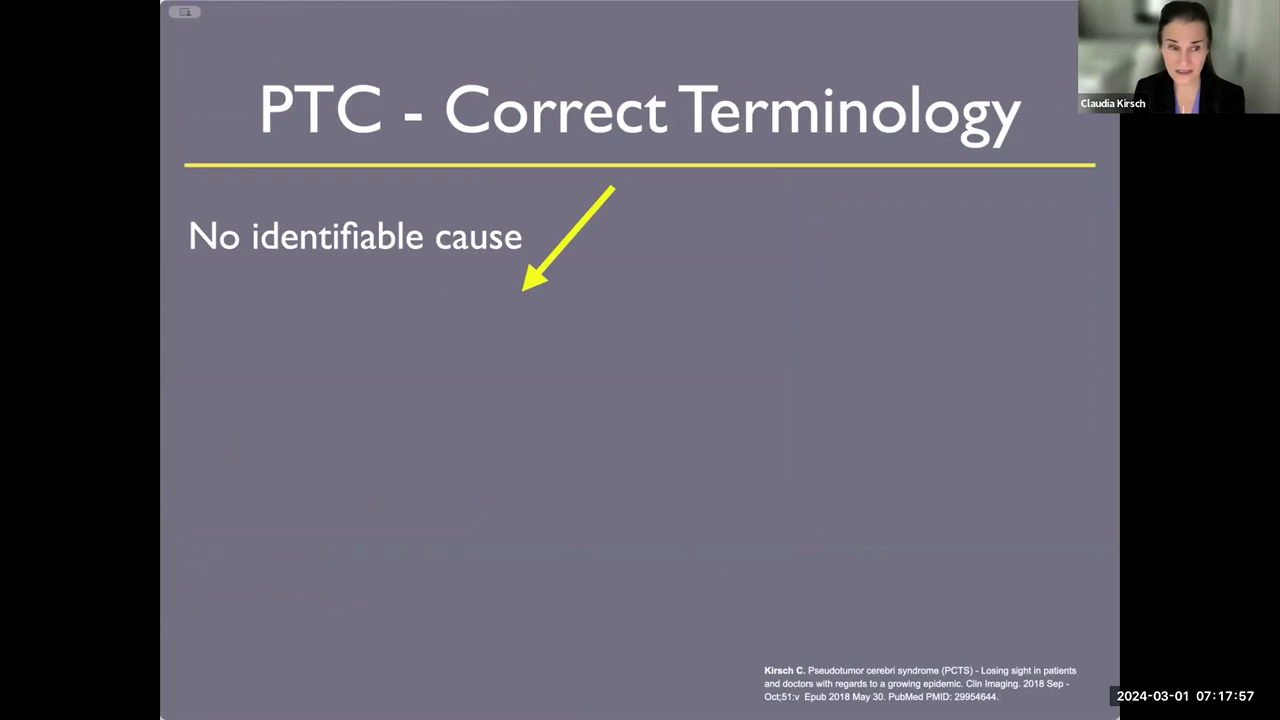 PTC - Correct Terminology
Claudia Kirsch
No identifiable cause
Kirsch C. Pseudotumor cerebri syndrome (PCTS) - Losing sight in patients
and doctors with regards to a growing epidemic. Clin Imaging. 2018 Sep -
Oct;51:v Epub 2018 May 30. PubMed PMID: 29954644.
2024-03-01 07:17:57